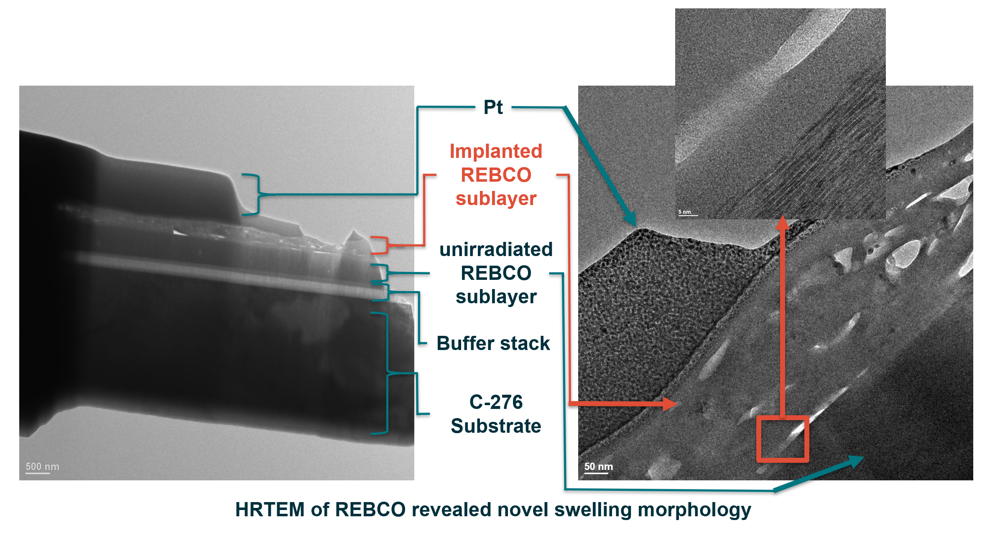 Pt
Implanted
REBCO
sublayer
unirradiated
REBCO
sublayer
Buffer stack
C-276
Substrate
500 nm
5 nm
50 nm
HRTEM of REBCO revealed novel swelling morphology